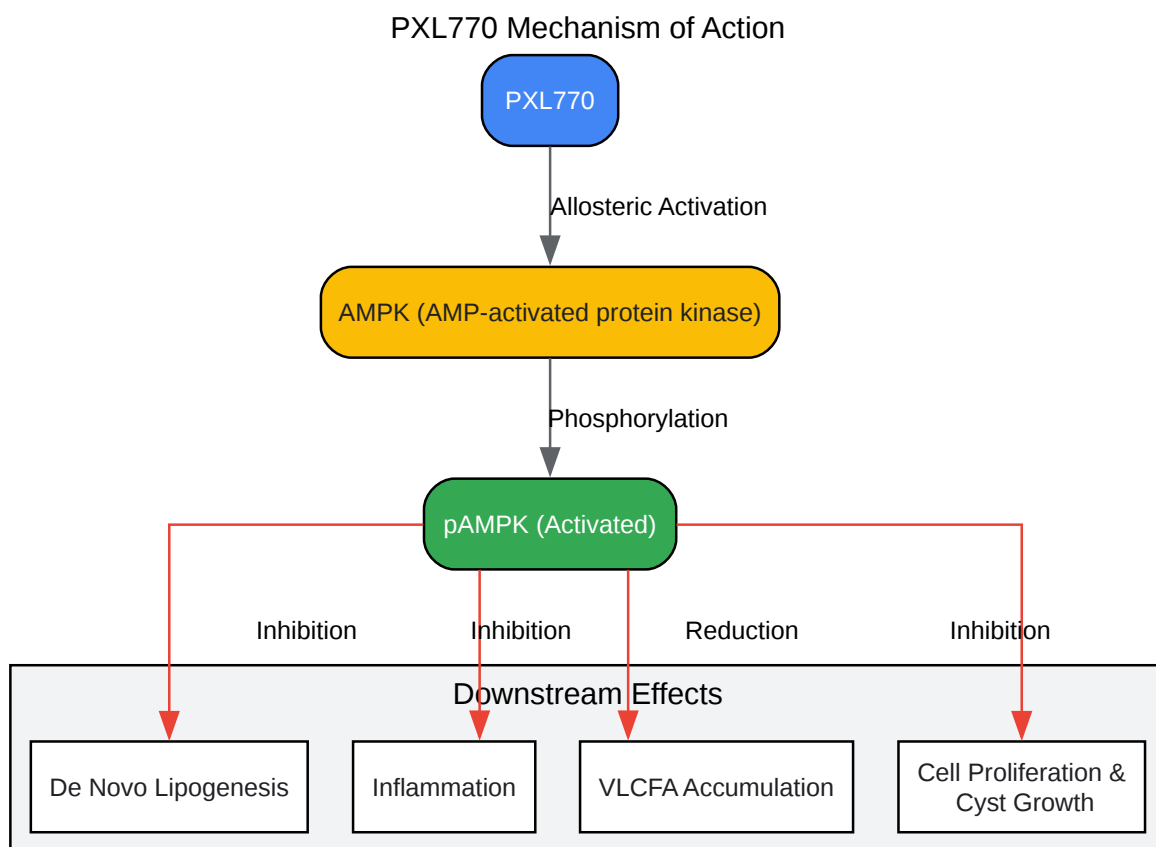 PXL770 Mechanism of Action
PXL770
Allosteric Activation
AMPK (AMP-activated protein kinase)
Phosphorylation
pAMPK (Activated)
Inhibition
Inhibition
Reduction
Inhibition
Downstream Effects
De Novo Lipogenesis
Inflammation
VLCFA Accumulation
Cell Proliferation &
Cyst Growth